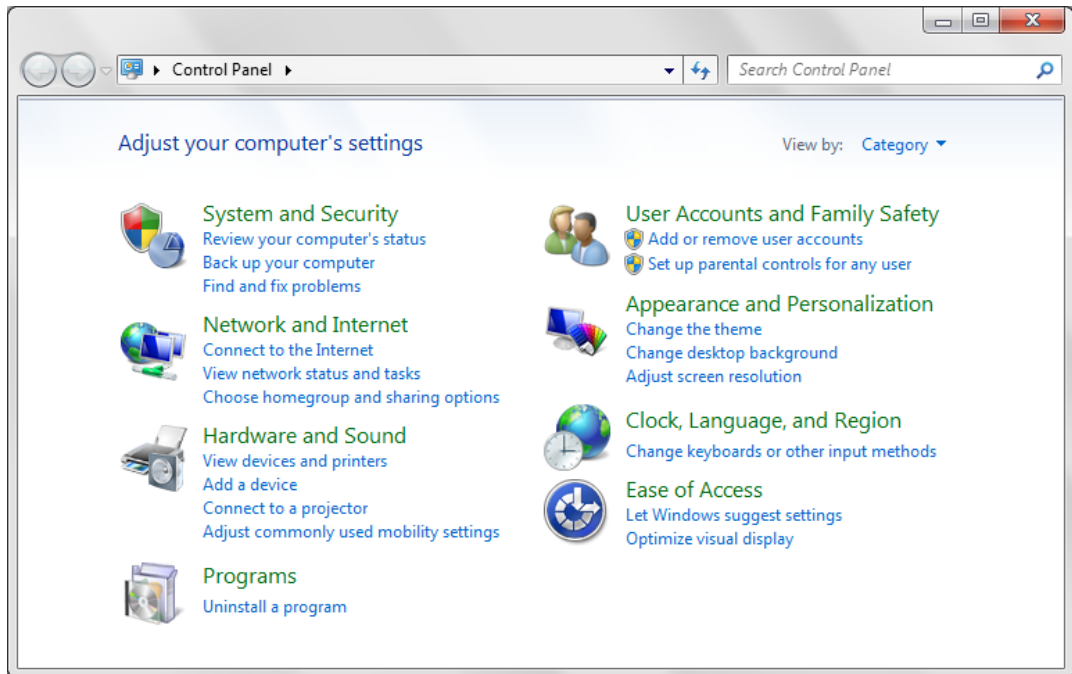 Control Panel
Search Control Panel
Adjust your computer's settings
View by: Category
System and Security
Review your computer's status
Back up your computer
Find and fix problems
Network and Internet
Connect to the Internet
View network status and tasks
Choose homegroup and sharing options
Hardware and Sound
View devices and printers
Add a device
Connect to a projector
Adjust commonly used mobility settings
Programs
Uninstall a program
User Accounts and Family Safety
Add or remove user accounts
Set up parental controls for any user
Appearance and Personalization
Change the theme
Change desktop background
Adjust screen resolution
Clock, Language, and Region
Change keyboards or other input methods
Ease of Access
Let Windows suggest settings
Optimize visual display